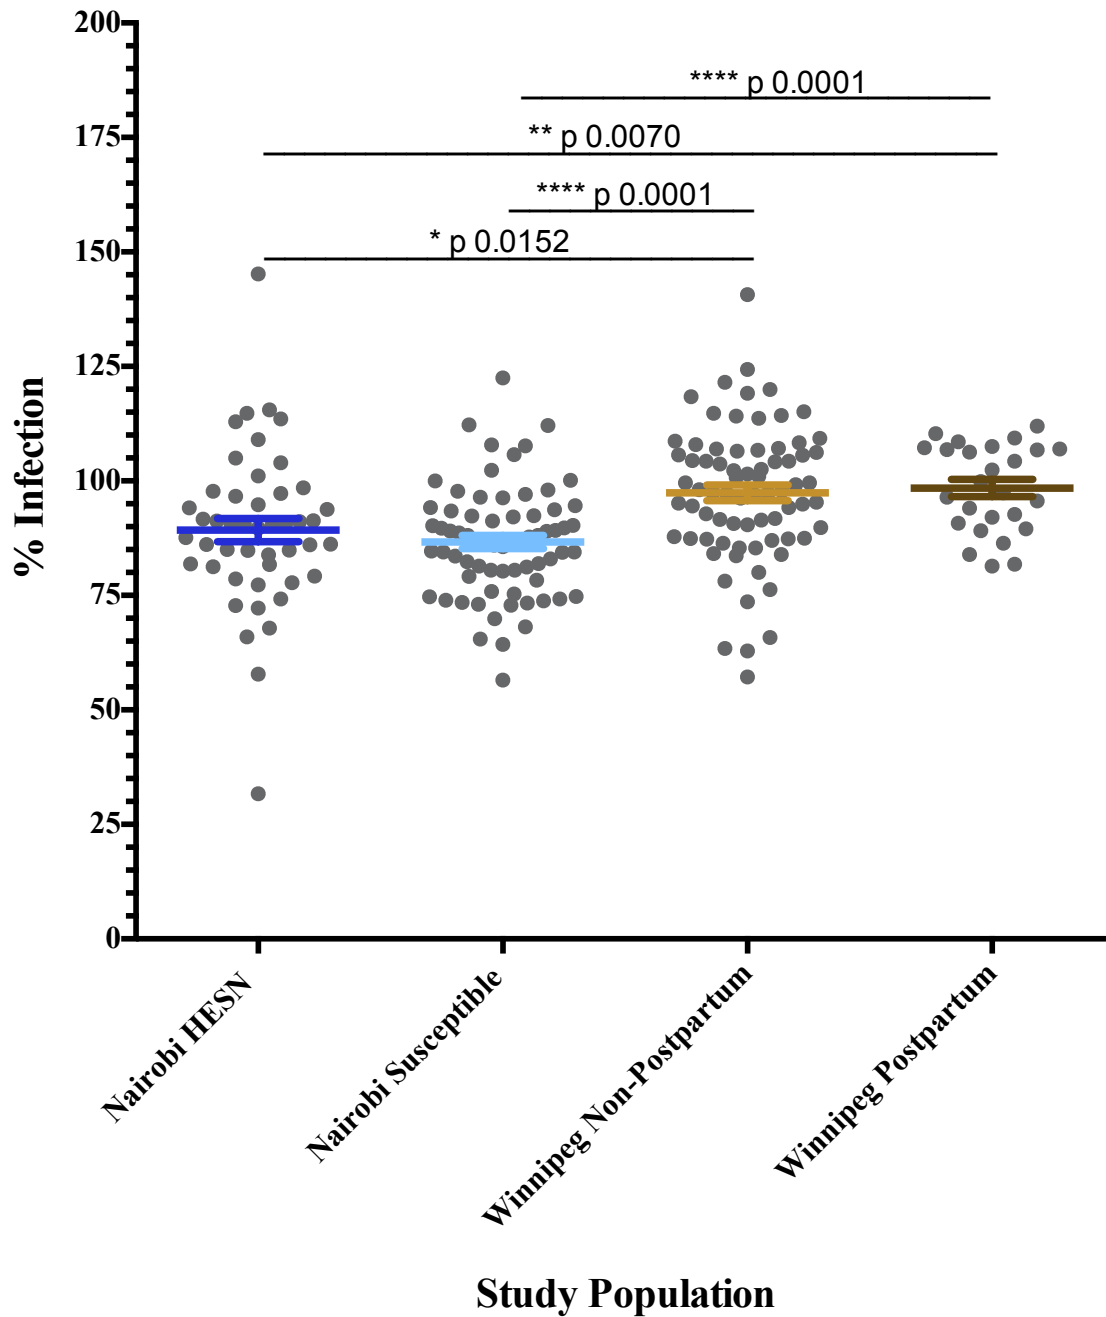 200
175
150
125
100
75
50
25
0
% Infection
**** p 0.0001
** p 0.0070
**** p 0.0001
* p 0.0152
Nairobi HESN
Nairobi Susceptible
Winnipeg Non-Postpartum
Winnipeg Postpartum
Study Population